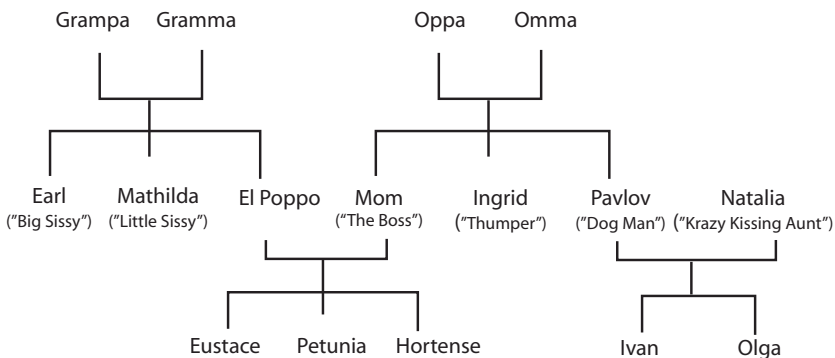 Grampa Gramma Oppa Omma
Earl Mathilda El Poppo Mom Ingrid Pavlov Natalia
("Big Sissy") ("Little Sissy") ("The Boss") ("Thumper") ("Dog Man") ("Krazy Kissing Aunt")
Eustace Petunia Hortense Ivan Olga